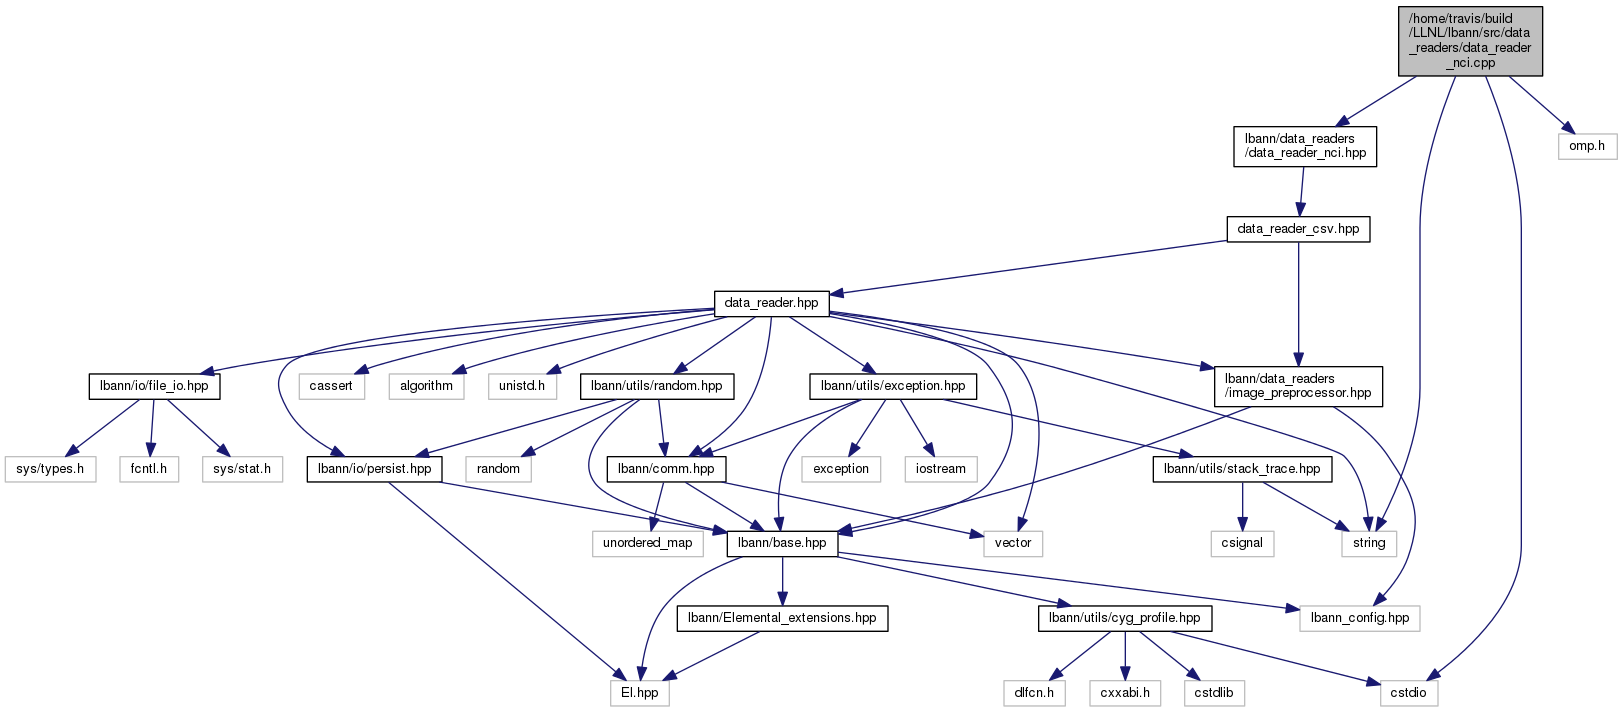 /home/travis/build
/LLNL/lbann/src/data
_readers/data_reader
_nci.cpp
lbann/data_readers
/data_reader_nci.hpp
omp.h
data_reader_csv.hpp
data_reader.hpp
lbann/io/file_io.hpp
cassert
algorithm
unistd.h
lbann/utils/random.hpp
lbann/utils/exception.hpp
lbann/data_readers
/image_preprocessor.hpp
sys/types.h
fcntl.h
sys/stat.h
lbann/io/persist.hpp
random
lbann/comm.hpp
exception
iostream
lbann/utils/stack_trace.hpp
unordered_map
lbann/base.hpp
vector
csignal
string
lbann/Elemental_extensions.hpp
lbann/utils/cyg_profile.hpp
lbann_config.hpp
El.hpp
dlfcn.h
cxxabi.h
cstdlib
cstdio